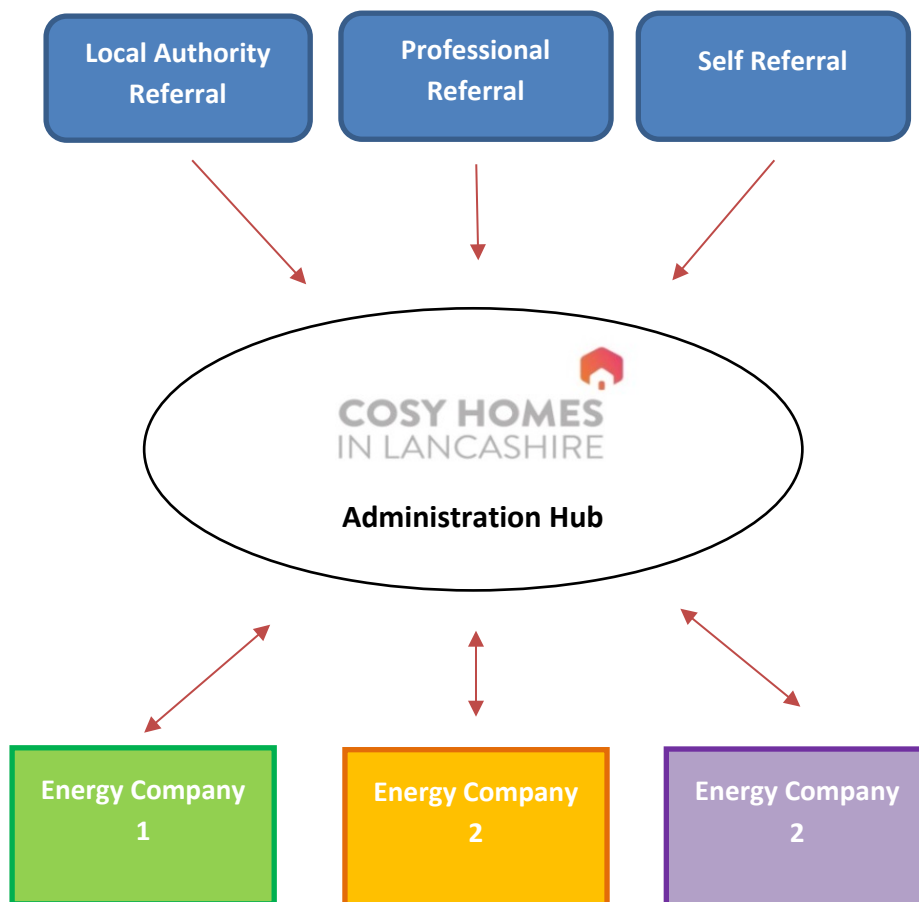 Local Authority
Referral
Professional
Referral
Self Referral
COSY HOMES
IN LANCASHIRE
Administration Hub
Energy Company
1
Energy Company
2
Energy Company
2